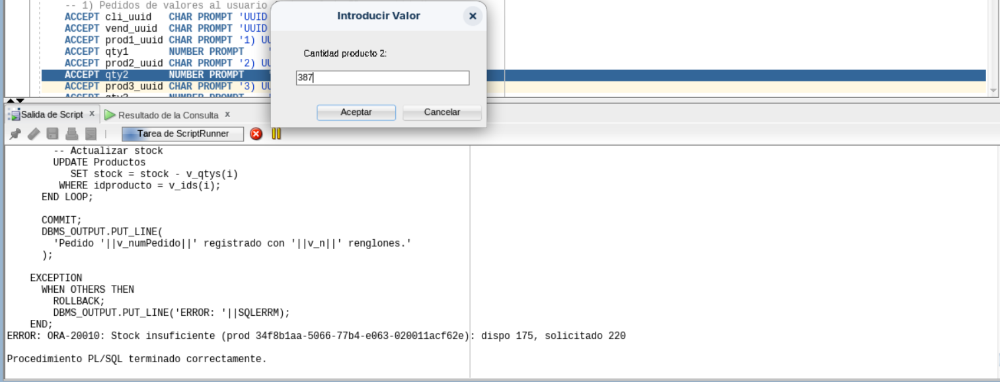 -- 1) Pedidos de valores al usuario
ACCEPT cli_uuid   CHAR PROMPT 'UUID
ACCEPT vend_uuid  CHAR PROMPT 'UUID
ACCEPT prod1_uuid CHAR PROMPT '1) UU
ACCEPT qty1       NUMBER PROMPT    '
ACCEPT prod2_uuid CHAR PROMPT '2) UU
ACCEPT qty2       NUMBER PROMPT
ACCEPT prod3_uuid CHAR PROMPT '3) UU
Introducir Valor
Cantidad producto 2:
387
Aceptar Cancelar
Salida de Script x Resultado de la Consulta x
Tarea de ScriptRunner
-- Actualizar stock
UPDATE Productos
SET stock = stock - v_qtys(i)
WHERE idproducto = v_ids(i);
END LOOP;
COMMIT;
DBMS_OUTPUT.PUT_LINE(
'Pedido '||v_numPedido||' registrado con '||v_n||' renglones.'
);
EXCEPTION
WHEN OTHERS THEN
ROLLBACK;
DBMS_OUTPUT.PUT_LINE('ERROR: '||SQLERRM);
END;
ERROR: ORA-20010: Stock insuficiente (prod 34f8b1aa-5066-77b4-e063-020011acf62e): dispo 175, solicitado 220
Procedimiento PL/SQL terminado correctamente.